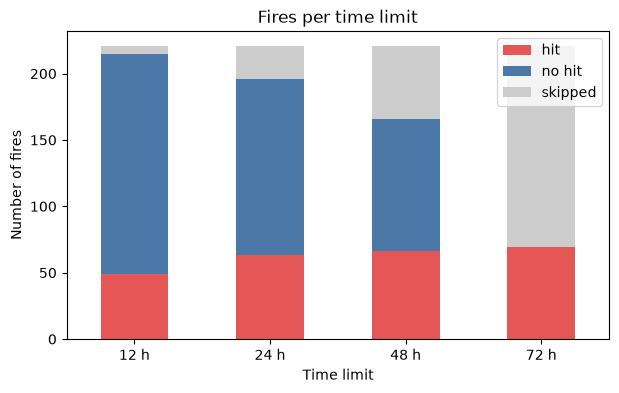 Fires per time limit
hit
no hit
skipped
200
150
100
50
0
Number of fires
12 h
24 h
48 h
72 h
Time limit